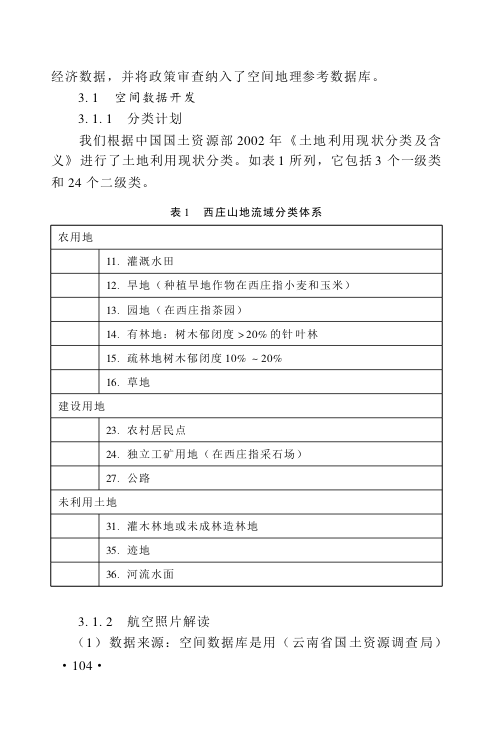 经济数据，并将政策审查纳入了空间地理参考数据库。
3.1 空间数据开发
3.1.1 分类计划
我们根据中国国土资源部 2002 年《土地利用现状分类及含
义》进行了土地利用现状分类。如表 1 所列，它包括 3 个一级类
和 24 个二级类。
表 1 西庄山地流域分类体系
农用地
11. 灌溉水田
12. 旱地（种植旱地作物在西庄指小麦和玉米）
13. 园地（在西庄指茶园）
14. 有林地：树木郁闭度 >20% 的针叶林
15. 疏林地树木郁闭度 10% ~20%
16. 草地
建设用地
23. 农村居民点
24. 独立工矿用地（在西庄指采石场）
27. 公路
未利用土地
31. 灌木林地或未成林造林地
35. 迹地
36. 河流水面
3.1.2 航空照片解读
（1）数据来源：空间数据库是用（云南省国土资源调查局）
·104·